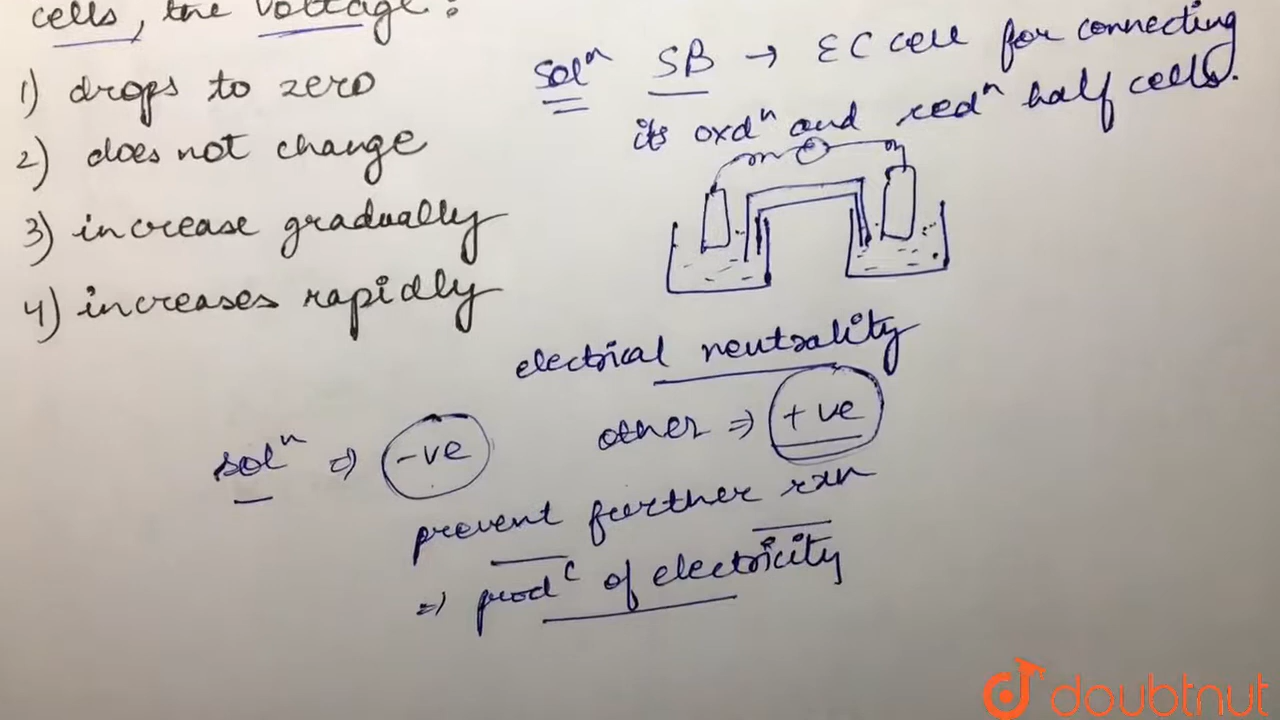 cells, the voltage?
1) drops to zero
2) does not change
3) increase gradually
4) increases rapidly
Solⁿ SB → EC cell for connecting
its oxdⁿ and redⁿ half cells.
electrical neutrality
solⁿ ⇒ -ve other ⇒ +ve
prevent further rxn
⇒ prodᶜ of electricity
doubtnut